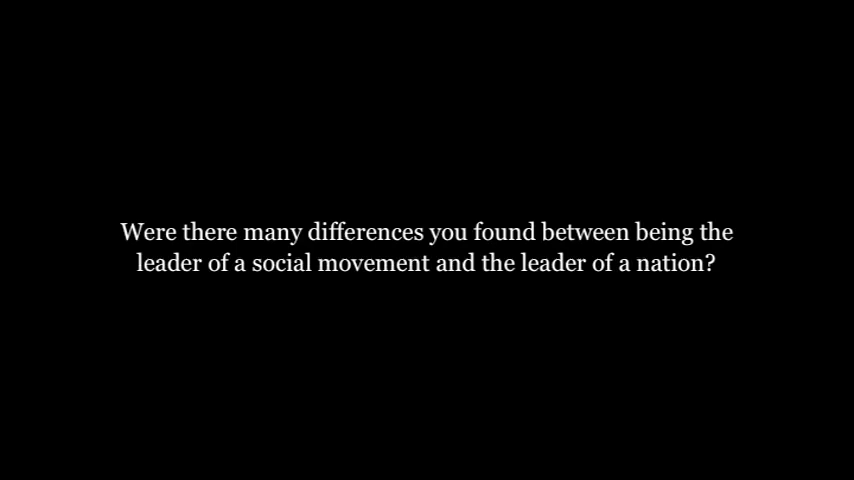 Were there many differences you found between being the
leader of a social movement and the leader of a nation?